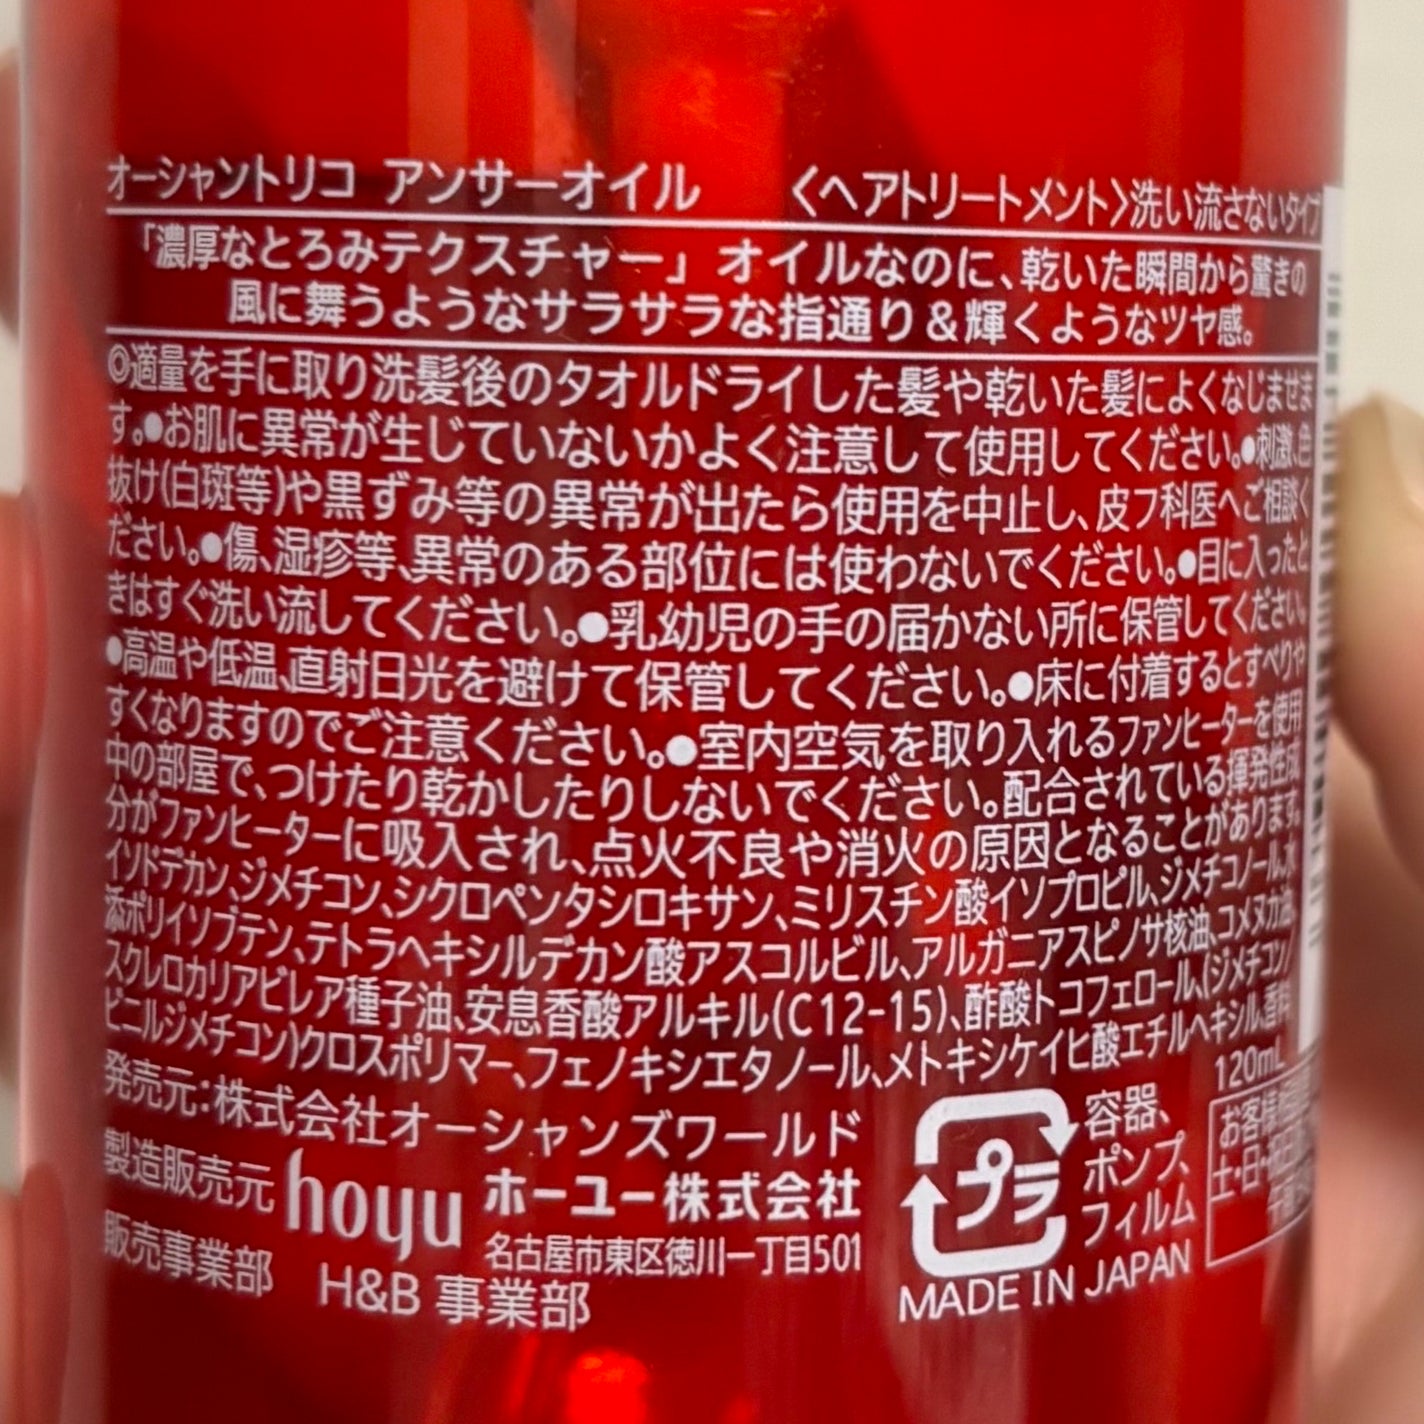 オーシャントリコ アンサーオイル 〈ヘアトリートメント〉洗い流さないタイプ
「濃厚なとろみテクスチャー」オイルなのに、乾いた瞬間から驚きの
風に舞うようなサラサラな指通り&輝くようなツヤ感。
◎適量を手に取り洗髪後のタオルドライした髪や乾いた髪によくなじませま
す。●お肌に異常が生じていないかよく注意して使用してください。●刺激、色
抜け(白斑等)や黒ずみ等の異常が出たら使用を中止し、皮フ科医へご相談く
ださい。●傷、湿疹等、異常のある部位には使わないでください。●目に入ったと
きはすぐ洗い流してください。●乳幼児の手の届かない所に保管してください。
●高温や低温、直射日光を避けて保管してください。●床に付着するとすべりや
すくなりますのでご注意ください。●室内空気を取り入れるファンヒーターを使用
中の部屋で、つけたり乾かしたりしないでください。配合されている揮発性成
分がファンヒーターに吸入され、点火不良や消火の原因となることがあります。
イソドデカン、ジメチコン、シクロペンタシロキサン、ミリスチン酸イソプロピル、ジメチコノール、水
添ポリイソブテン、テトラヘキシルデカン酸アスコルビル、アルガニアスピノサ核油、コメヌカ油、
スクレロカリアビレア種子油、安息香酸アルキル(C12-15)、酢酸トコフェロール、(ジメチコン/
ビニルジメチコン)クロスポリマー、フェノキシエタノール、メトキシケイヒ酸エチルヘキシル、香料
120mL
発売元:株式会社オーシャンズワールド
製造販売元 hoyu ホーユー株式会社
名古屋市東区徳川一丁目501
販売事業部 H&B 事業部
プラ
容器、
ポンプ、
フィルム
MADE IN JAPAN
お客様
土・日・祝日